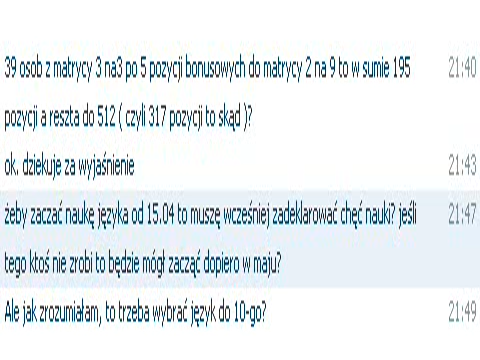 39 osob z matrycy 3 na3 po 5 pozycji bonusowych do matrycy 2 na 9 to w sumie 195 21:40
pozycji a reszta do 512 ( czyli 317 pozycji to skąd )?
ok. dziekuje za wyjaśnienie 21:43
żeby zaczać naukę języka od 15.04 to muszę wcześniej zadeklarować chęć nauki? jeśli 21:47
tego ktoś nie zrobi to będzie mógł zacząć dopiero w maju?
Ale jak zrozumiałam, to trzeba wybrać język do 10-go? 21:49